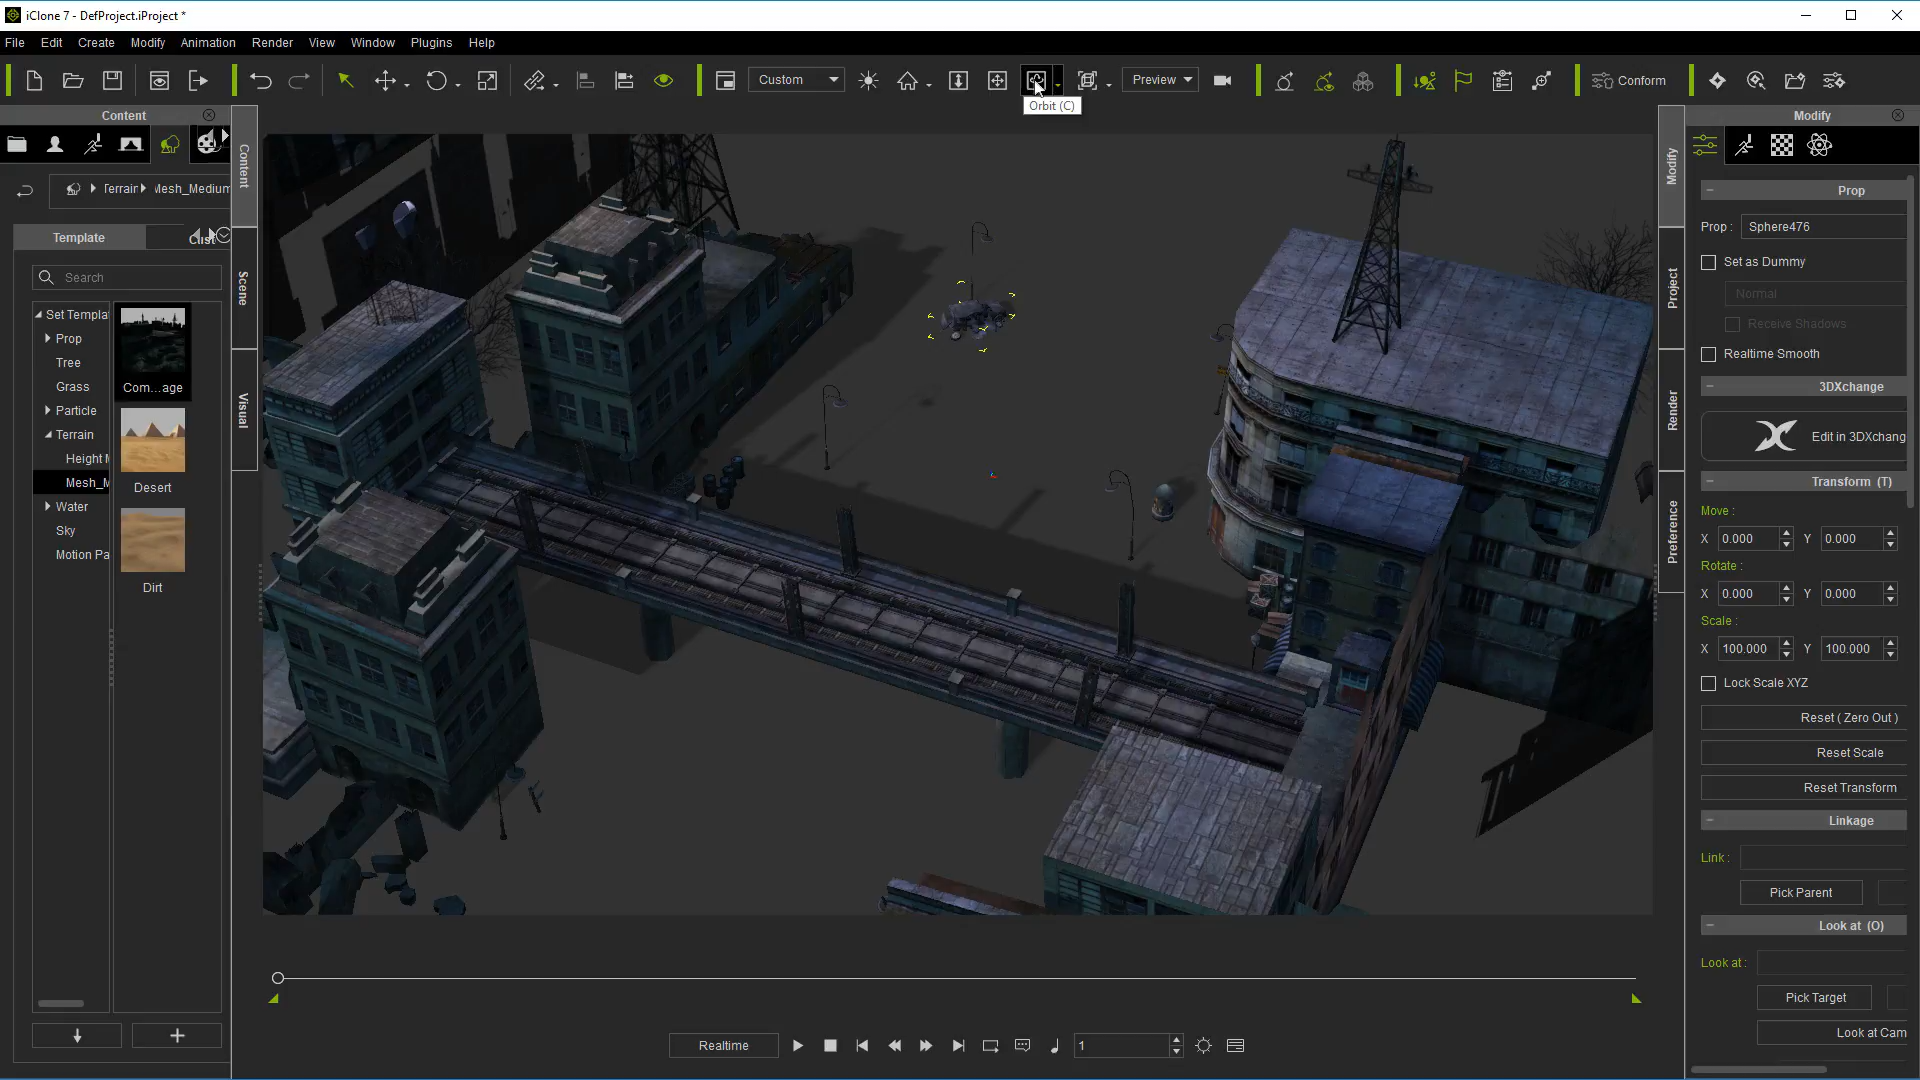 iClone 7 - DefProject.iProject *
File Edit Create Modify Animation Render View Window Plugins Help
Custom
Preview
Conform
Orbit (C)
Content
Terrain
Mesh_Medium
Template
Search
Set Templa
Prop
Tree
Grass
Particle
Terrain
Height M
Mesh_M
Water
Sky
Motion Pa
Com...age
Desert
Dirt
Content
Scene
Visual
Modify
Project
Render
Preference
Modify
Prop
Prop : Sphere476
Set as Dummy
Normal
Receive Shadows
Realtime Smooth
3DXchange
Edit in 3DXchang
Transform (T)
Move :
X 0.000 Y 0.000
Rotate :
X 0.000 Y 0.000
Scale :
X 100.000 Y 100.000
Lock Scale XYZ
Reset ( Zero Out )
Reset Scale
Reset Transform
Linkage
Link :
Pick Parent
Look at (O)
Look at :
Pick Target
Look at Cam
Realtime
1